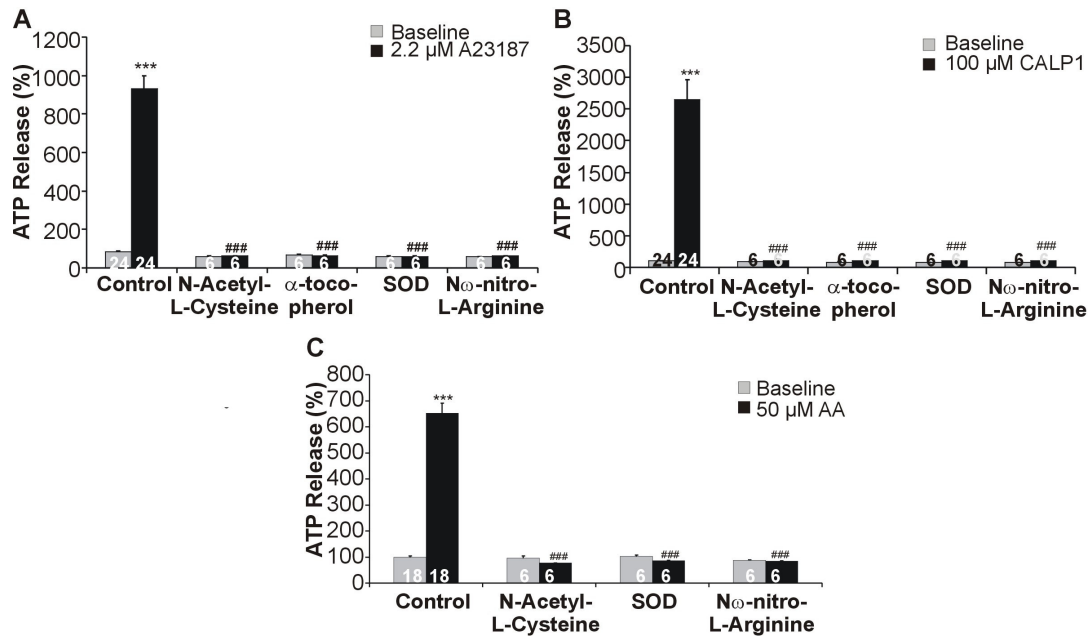 A
Baseline
2.2 µM A23187
ATP Release (%)
1200
1000
800
600
400
200
0
***
### ### ### ###
24 24 6 6 6 6 6 6 6 6
Control N-Acetyl- α-toco- SOD Nω-nitro-
L-Cysteine pherol L-Arginine
B
Baseline
100 µM CALP1
ATP Release (%)
3500
3000
2500
2000
1500
1000
500
0
***
### ### ### ###
24 24 6 6 6 6 6 6 6 6
Control N-Acetyl- α-toco- SOD Nω-nitro-
L-Cysteine pherol L-Arginine
C
Baseline
50 µM AA
ATP Release (%)
800
700
600
500
400
300
200
100
0
***
### ### ###
18 18 6 6 6 6 6 6
Control N-Acetyl- SOD Nω-nitro-
L-Cysteine L-Arginine